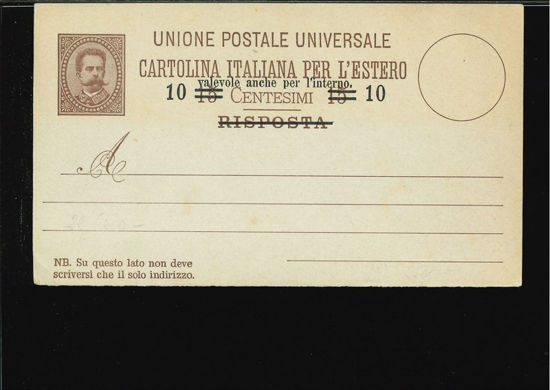 UNIONE POSTALE UNIVERSALE
CARTOLINA ITALIANA PER L'ESTERO
valevole anche per l'interno.
10 15 CENTESIMI 15 10
RISPOSTA
A
NB. Su questo lato non deve
scriversi che il solo indirizzo.